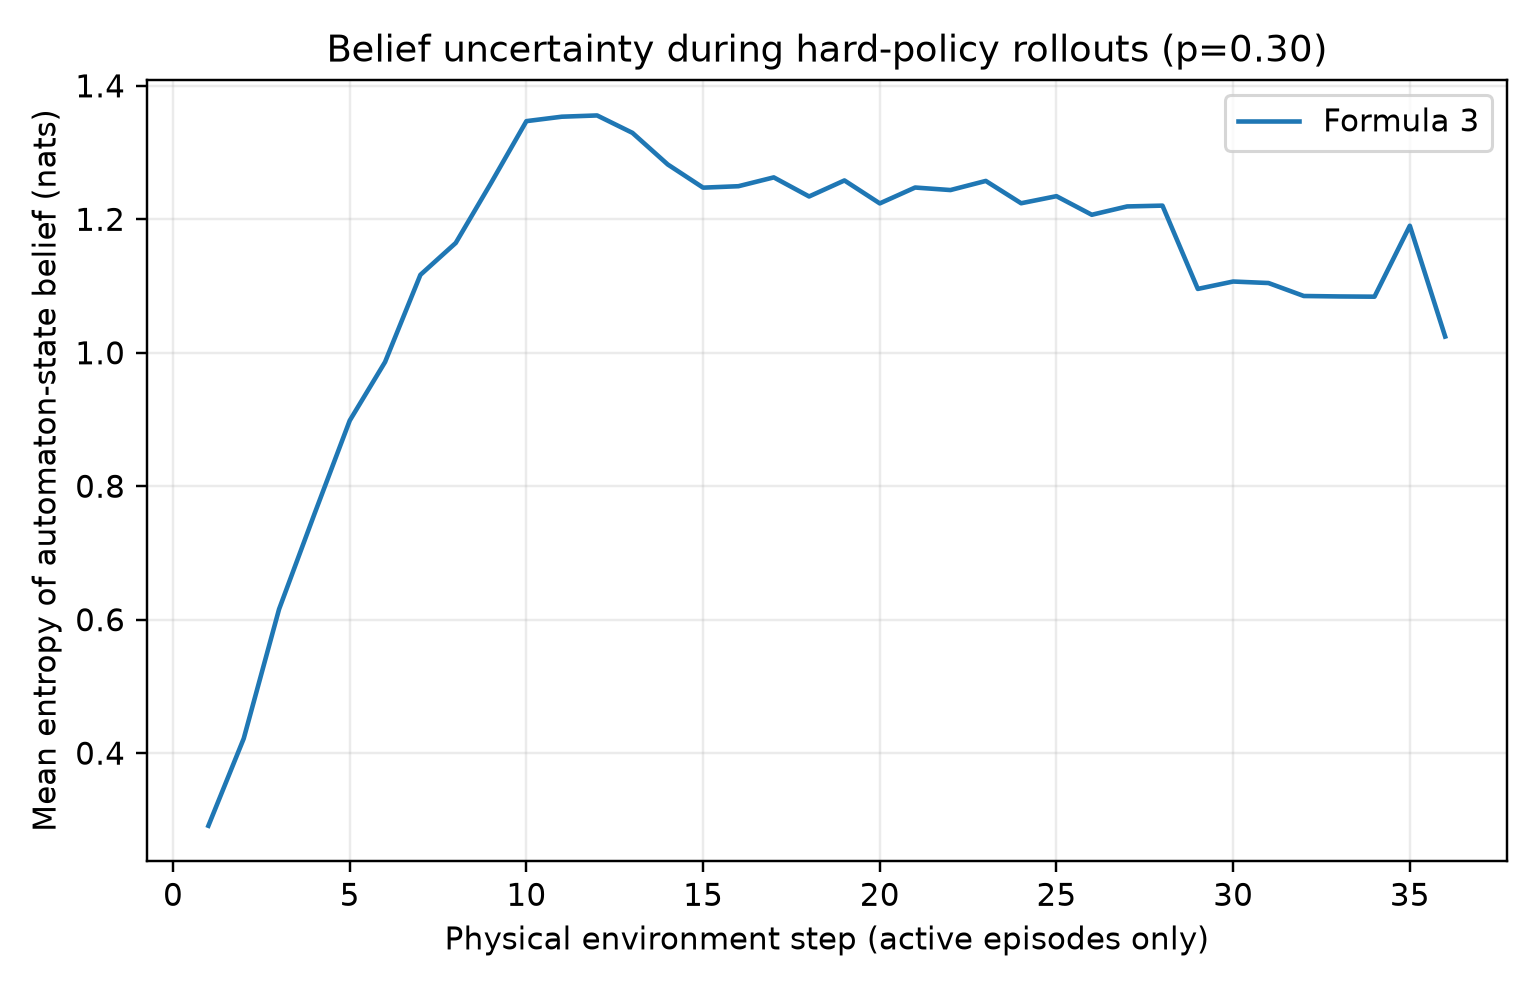 Belief uncertainty during hard-policy rollouts (p=0.30)
Formula 3
Mean entropy of automaton-state belief (nats)
1.4
1.2
1.0
0.8
0.6
0.4
0 5 10 15 20 25 30 35
Physical environment step (active episodes only)